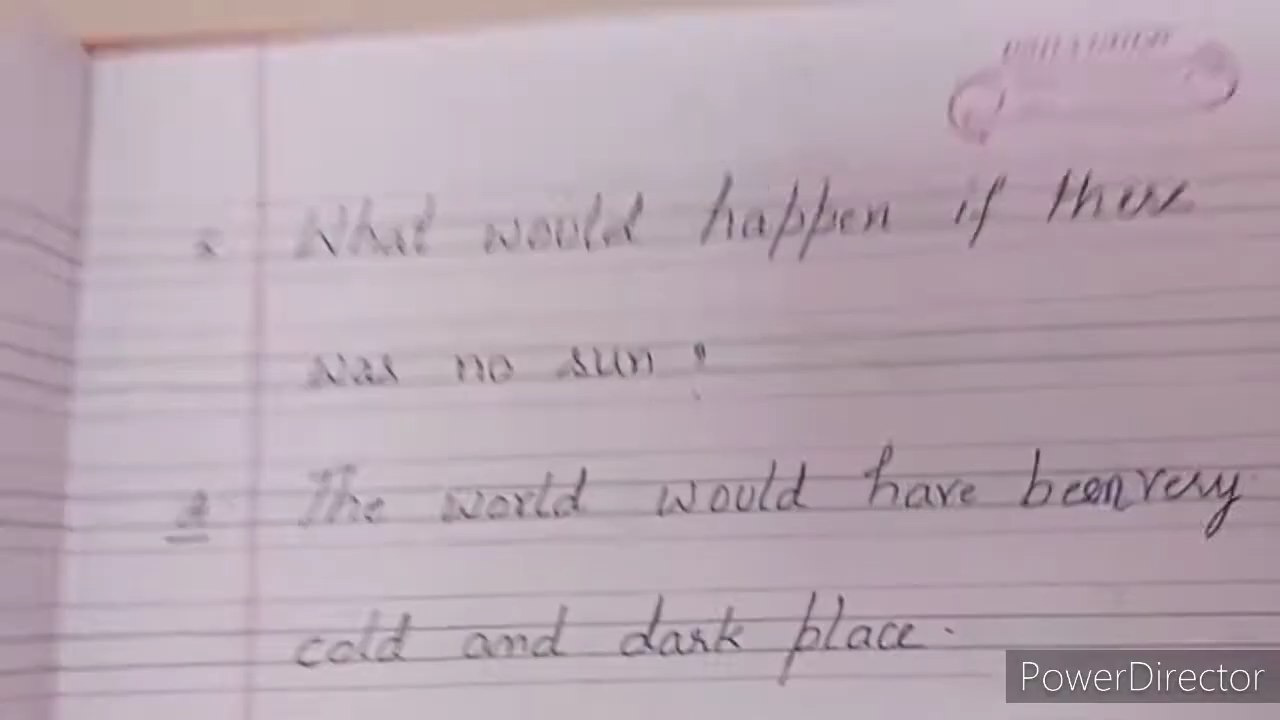 What would happen if there
was no sun ?
The world would have been very
cold and dark place.
PowerDirector